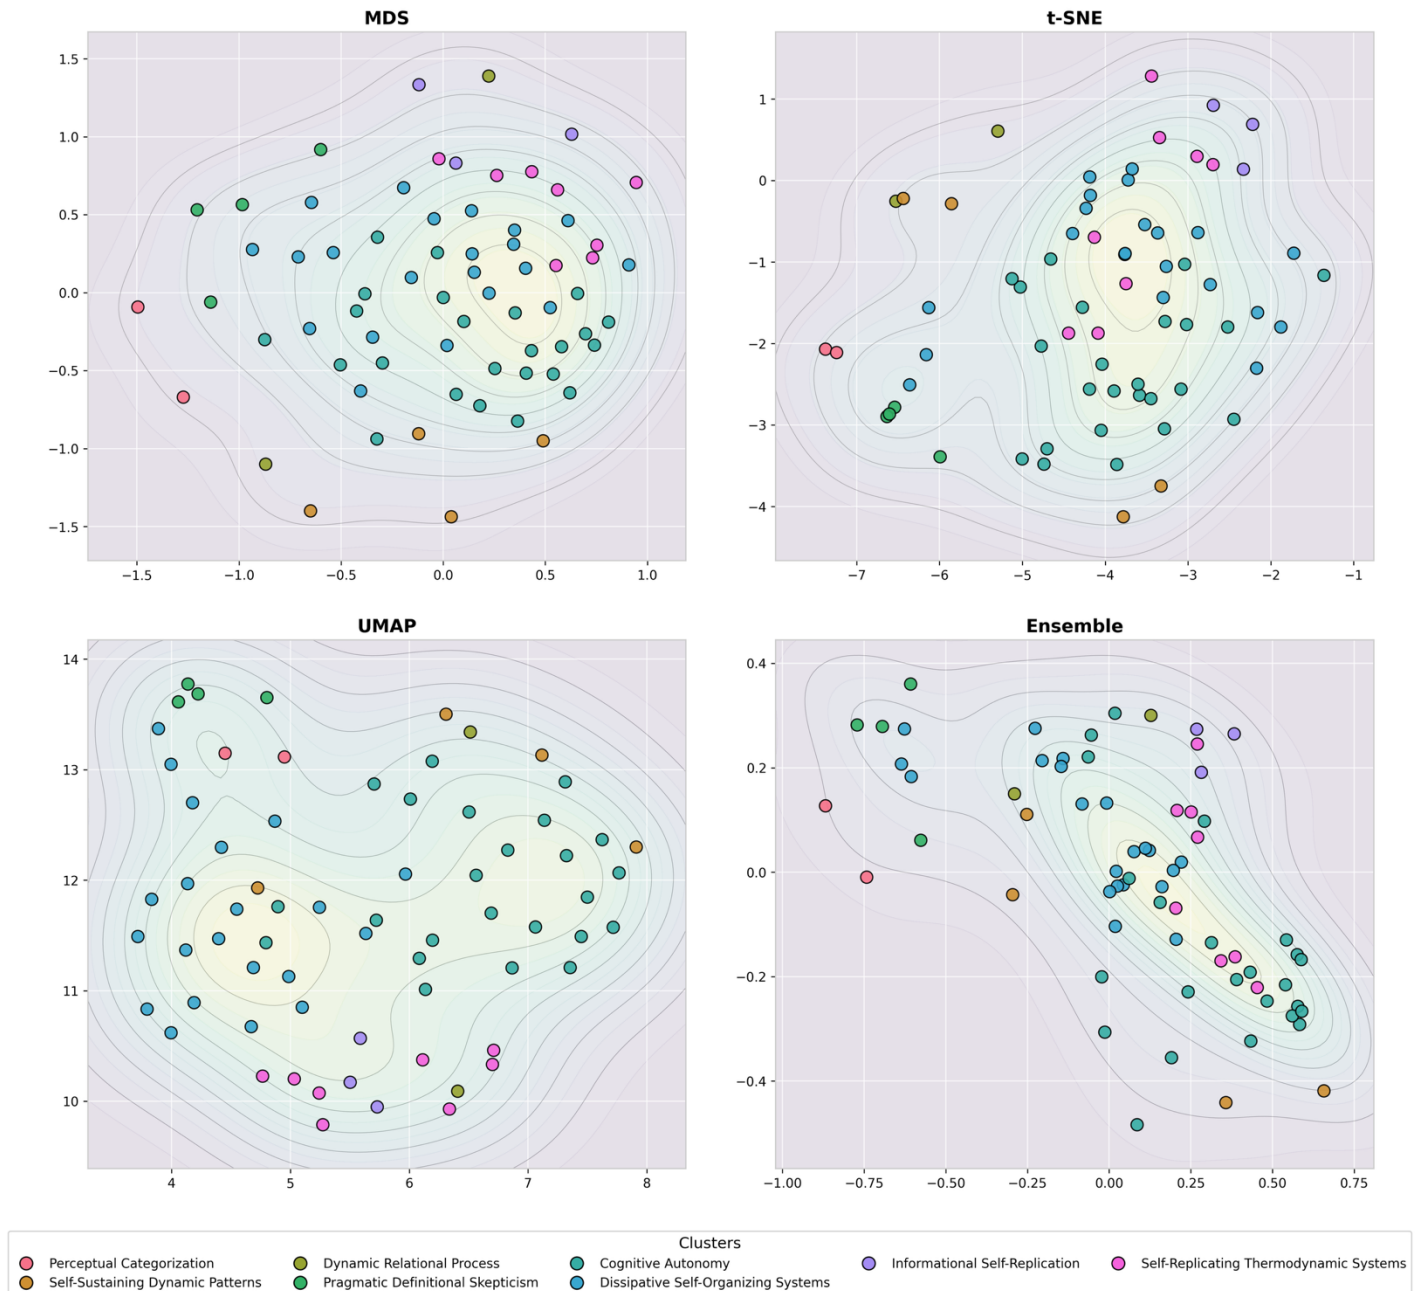 MDS
t-SNE
1.5
1.0
0.5
0.0
−0.5
−1.0
−1.5
−1.5 −1.0 −0.5 0.0 0.5 1.0
1
0
−1
−2
−3
−4
−7 −6 −5 −4 −3 −2 −1
UMAP
Ensemble
14
13
12
11
10
4 5 6 7 8
0.4
0.2
0.0
−0.2
−0.4
−1.00 −0.75 −0.50 −0.25 0.00 0.25 0.50 0.75
Clusters
Perceptual Categorization
Self-Sustaining Dynamic Patterns
Dynamic Relational Process
Pragmatic Definitional Skepticism
Cognitive Autonomy
Dissipative Self-Organizing Systems
Informational Self-Replication
Self-Replicating Thermodynamic Systems